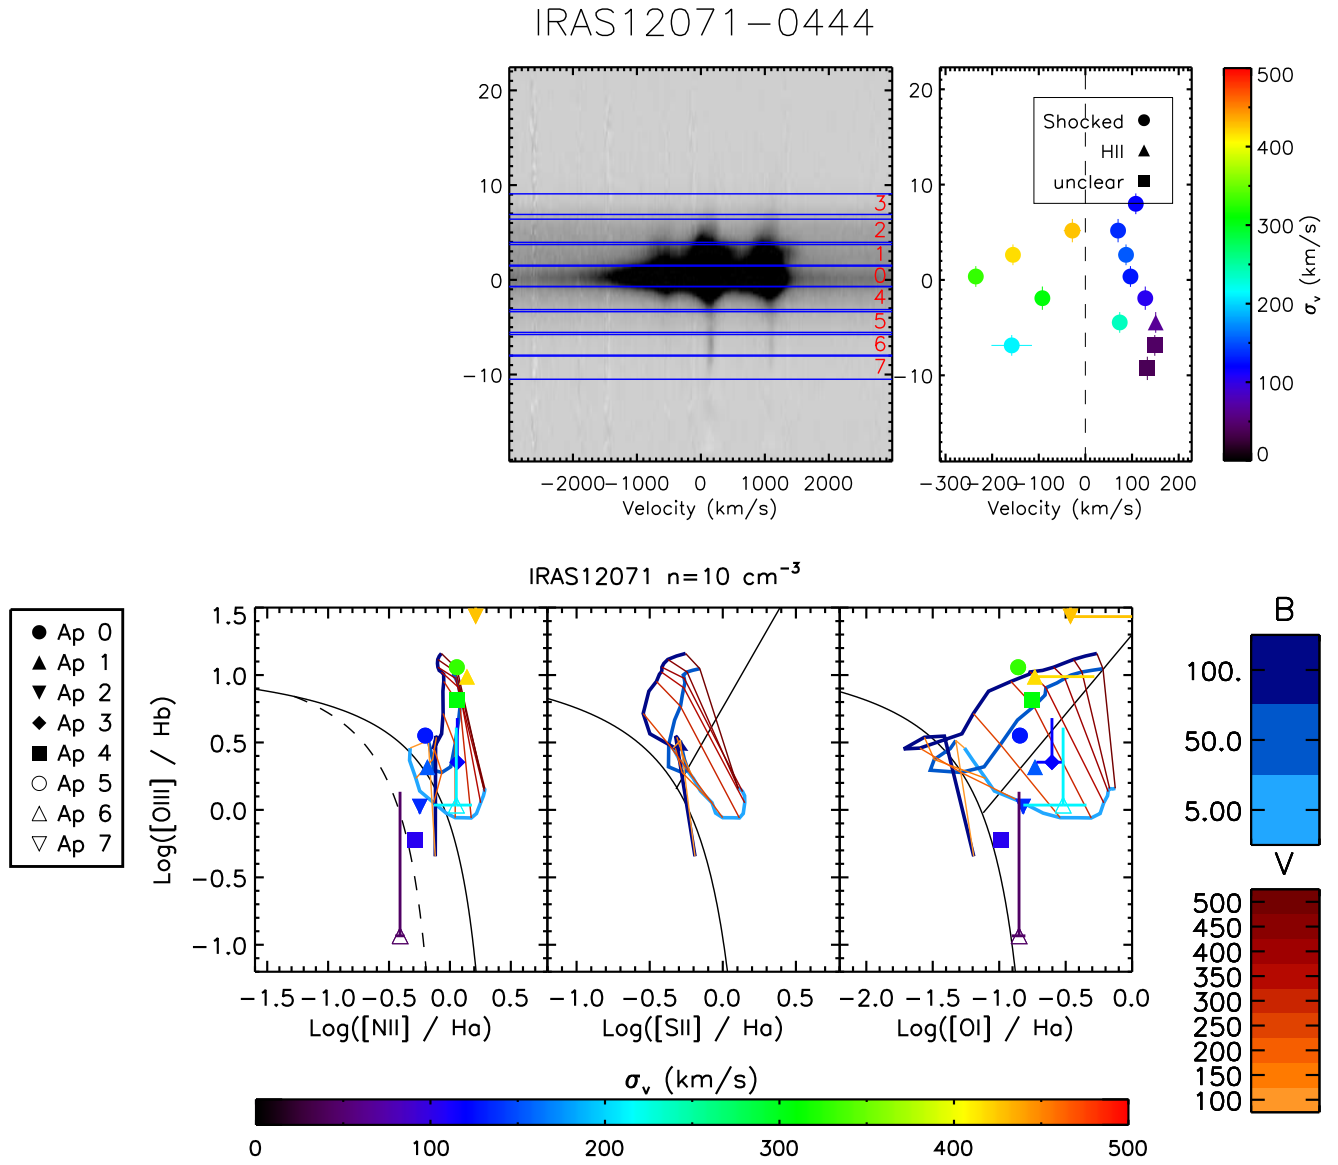 IRAS12071−0444
20
10
0
−10
3
2
1
0
4
5
6
7
−2000
−1000
0
1000
2000
Velocity (km/s)
20
10
0
−10
Shocked
HII
unclear
−300
−200
−100
0
100
200
Velocity (km/s)
500
400
300
200
100
0
σv (km/s)
IRAS12071 n=10 cm−3
Ap 0
Ap 1
Ap 2
Ap 3
Ap 4
Ap 5
Ap 6
Ap 7
Log([OIII] / Hb)
1.5
1.0
0.5
0.0
−0.5
−1.0
−1.5 −1.0 −0.5 0.0 0.5
Log([NII] / Ha)
−1.0 −0.5 0.0 0.5
Log([SII] / Ha)
−2.0 −1.5 −1.0 −0.5 0.0
Log([OI] / Ha)
B
100.
50.0
5.00
V
500
450
400
350
300
250
200
150
100
σv (km/s)
0 100 200 300 400 500